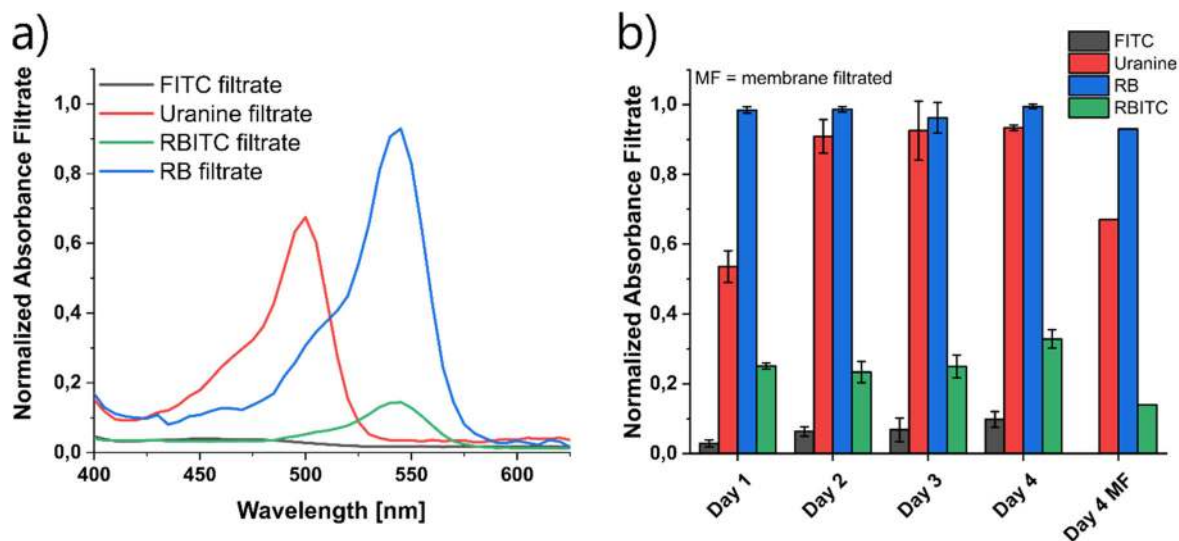 a)
Normalized Absorbance Filtrate
1,0
0,8
0,6
0,4
0,2
0,0
FITC filtrate
Uranine filtrate
RBITC filtrate
RB filtrate
400
450
500
550
600
Wavelength [nm]
b)
Normalized Absorbance Filtrate
1,0
0,8
0,6
0,4
0,2
0,0
MF = membrane filtrated
FITC
Uranine
RB
RBITC
Day 1
Day 2
Day 3
Day 4
Day 4 MF